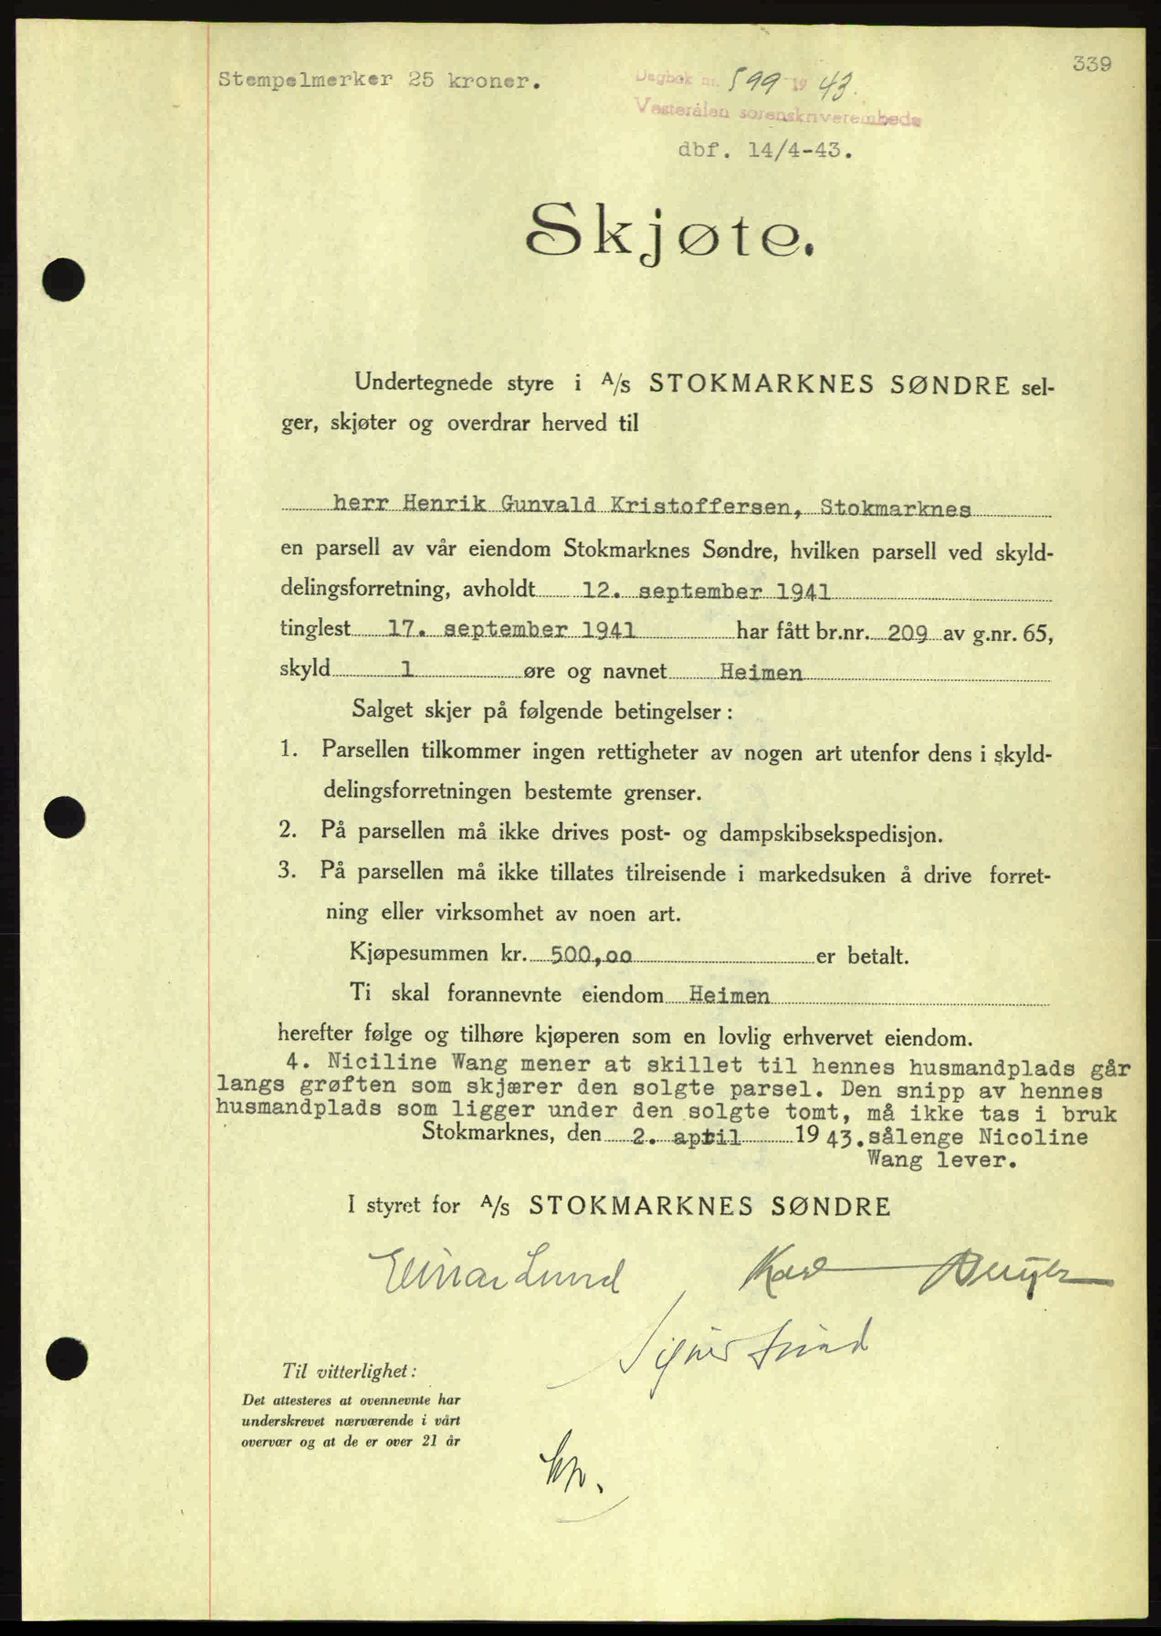 339
Stempelmerker 25 kroner.
Dagbok nr. 599 19 43.
Vesterålen sorenskriverembede
dbf. 14/4-43.
Skjøte.
Undertegnede styre i A/s STOKMARKNES SØNDRE sel-
ger, skjøter og overdrar herved til
herr Henrik Gunvald Kristoffersen, Stokmarknes
en parsell av vår eiendom Stokmarknes Søndre, hvilken parsell ved skyld-
delingsforretning, avholdt 12. september 1941
tinglest 17. september 1941 har fått br.nr. 209 av g.nr. 65,
skyld 1 øre og navnet Heimen
Salget skjer på følgende betingelser:
1. Parsellen tilkommer ingen rettigheter av nogen art utenfor dens i skyld-
delingsforretningen bestemte grenser.
2. På parsellen må ikke drives post- og dampskibsekspedisjon.
3. På parsellen må ikke tillates tilreisende i markedsuken å drive forret-
ning eller virksomhet av noen art.
Kjøpesummen kr. 500,00 er betalt.
Ti skal forannevnte eiendom Heimen
herefter følge og tilhøre kjøperen som en lovlig erhvervet eiendom.
4. Niciline Wang mener at skillet til hennes husmandplads går
langs grøften som skjærer den solgte parsel. Den snipp av hennes
husmandplads som ligger under den solgte tomt, må ikke tas i bruk
Stokmarknes, den 2. april 1943. sålenge Nicoline
Wang lever.
I styret for A/s STOKMARKNES SØNDRE
Einar Lund Karl
Lund
Til vitterlighet:
Det attesteres at ovennevnte har
underskrevet nærværende i vårt
overvær og at de er over 21 år